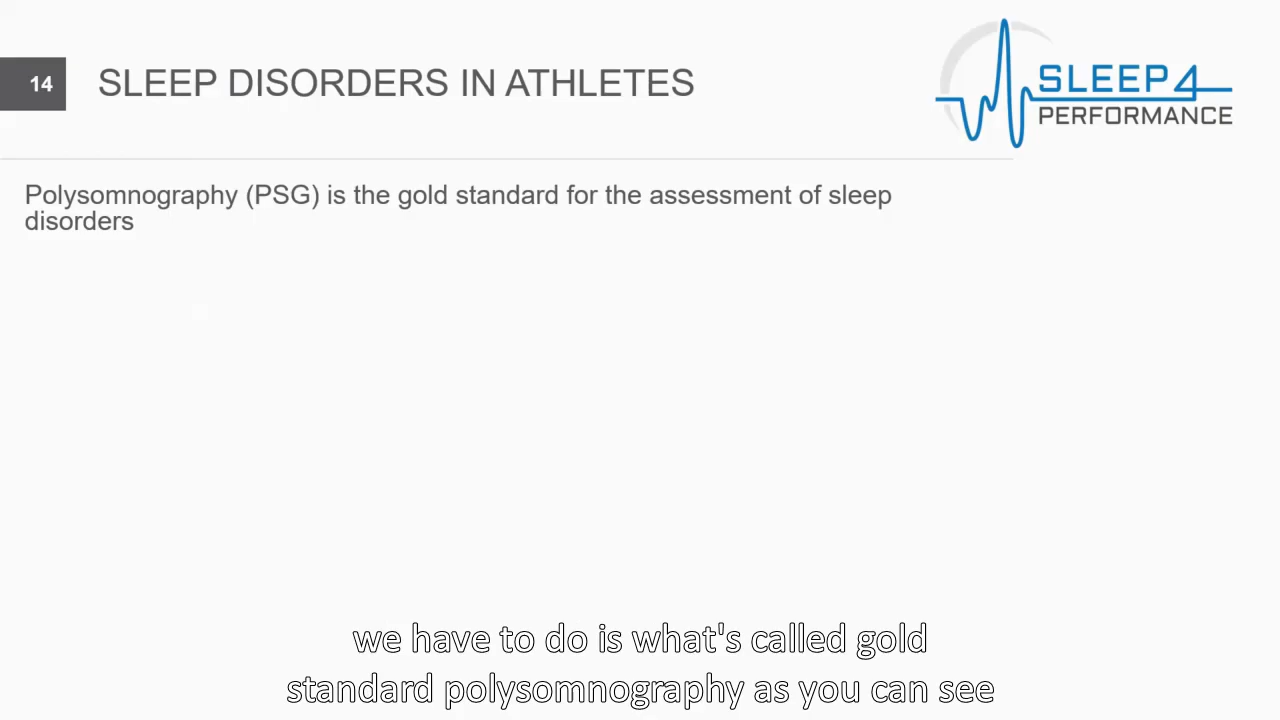 14
SLEEP DISORDERS IN ATHLETES
SLEEP4
PERFORMANCE
Polysomnography (PSG) is the gold standard for the assessment of sleep
disorders
we have to do is what's called gold
standard polysomnography as you can see